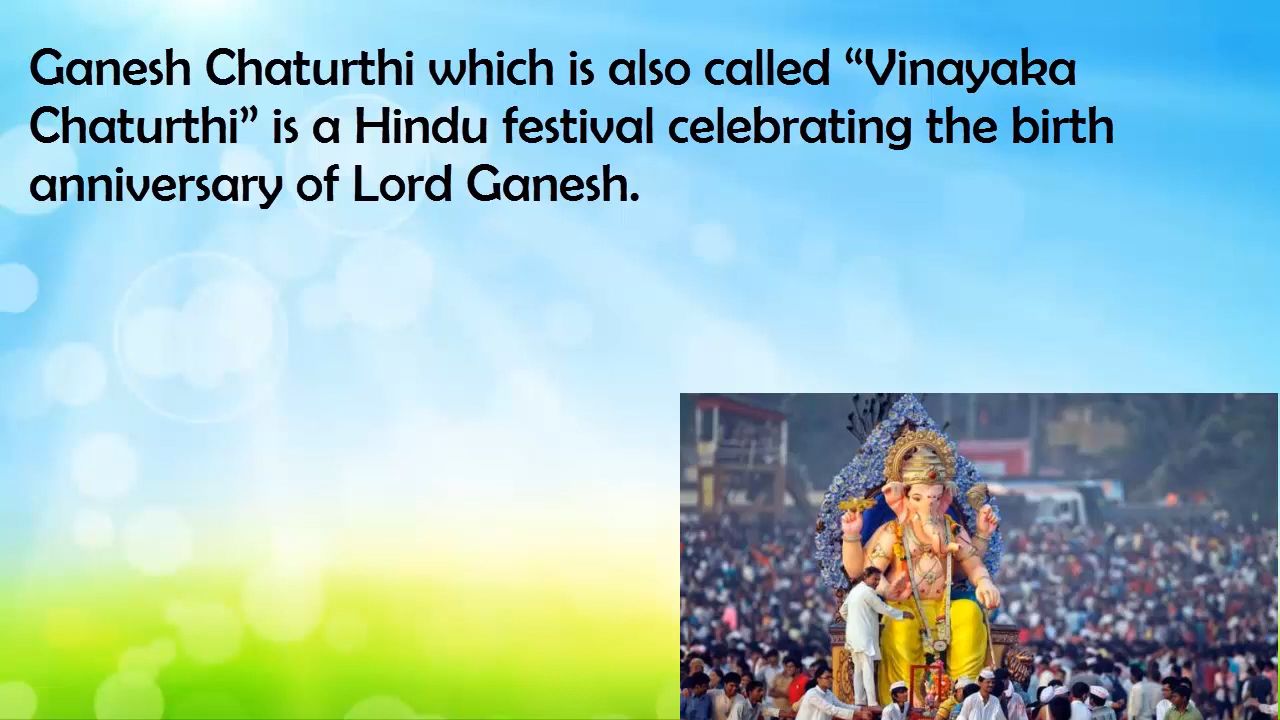 Ganesh Chaturthi which is also called “Vinayaka
Chaturthi” is a Hindu festival celebrating the birth
anniversary of Lord Ganesh.